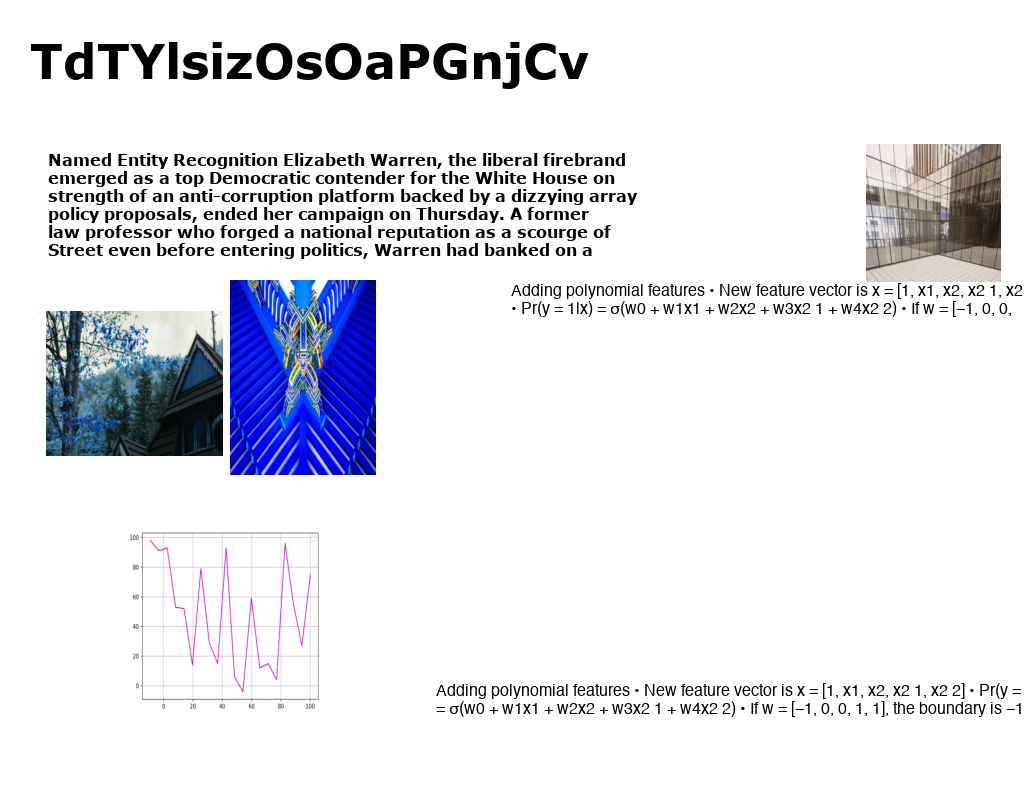 TdTYlsizOsOaPGnjCv
Named Entity Recognition Elizabeth Warren, the liberal firebrand
emerged as a top Democratic contender for the White House on
strength of an anti-corruption platform backed by a dizzying array
policy proposals, ended her campaign on Thursday. A former
law professor who forged a national reputation as a scourge of
Street even before entering politics, Warren had banked on a
Adding polynomial features • New feature vector is x = [1, x1, x2, x2 1, x2
• Pr(y = 1|x) = σ(w0 + w1x1 + w2x2 + w3x2 1 + w4x2 2) • If w = [−1, 0, 0,
100
80
60
40
20
0
0 20 40 60 80 100
Adding polynomial features • New feature vector is x = [1, x1, x2, x2 1, x2 2] • Pr(y =
= σ(w0 + w1x1 + w2x2 + w3x2 1 + w4x2 2) • If w = [−1, 0, 0, 1, 1], the boundary is −1